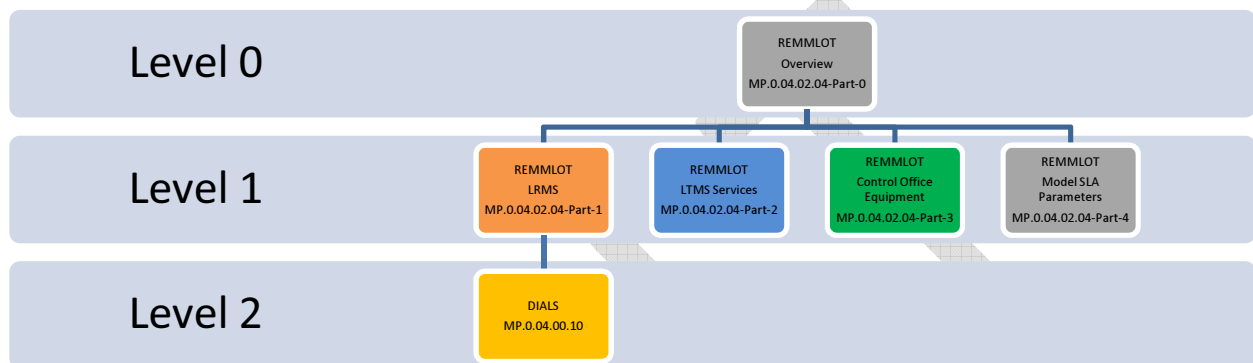 Level 0
REMMLOT
Overview
MP.0.04.02.04-Part-0
Level 1
REMMLOT
LRMS
MP.0.04.02.04-Part-1
REMMLOT
LTMS Services
MP.0.04.02.04-Part-2
REMMLOT
Control Office
Equipment
MP.0.04.02.04-Part-3
REMMLOT
Model SLA
Parameters
MP.0.04.02.04-Part-4
Level 2
DIALS
MP.0.04.00.10